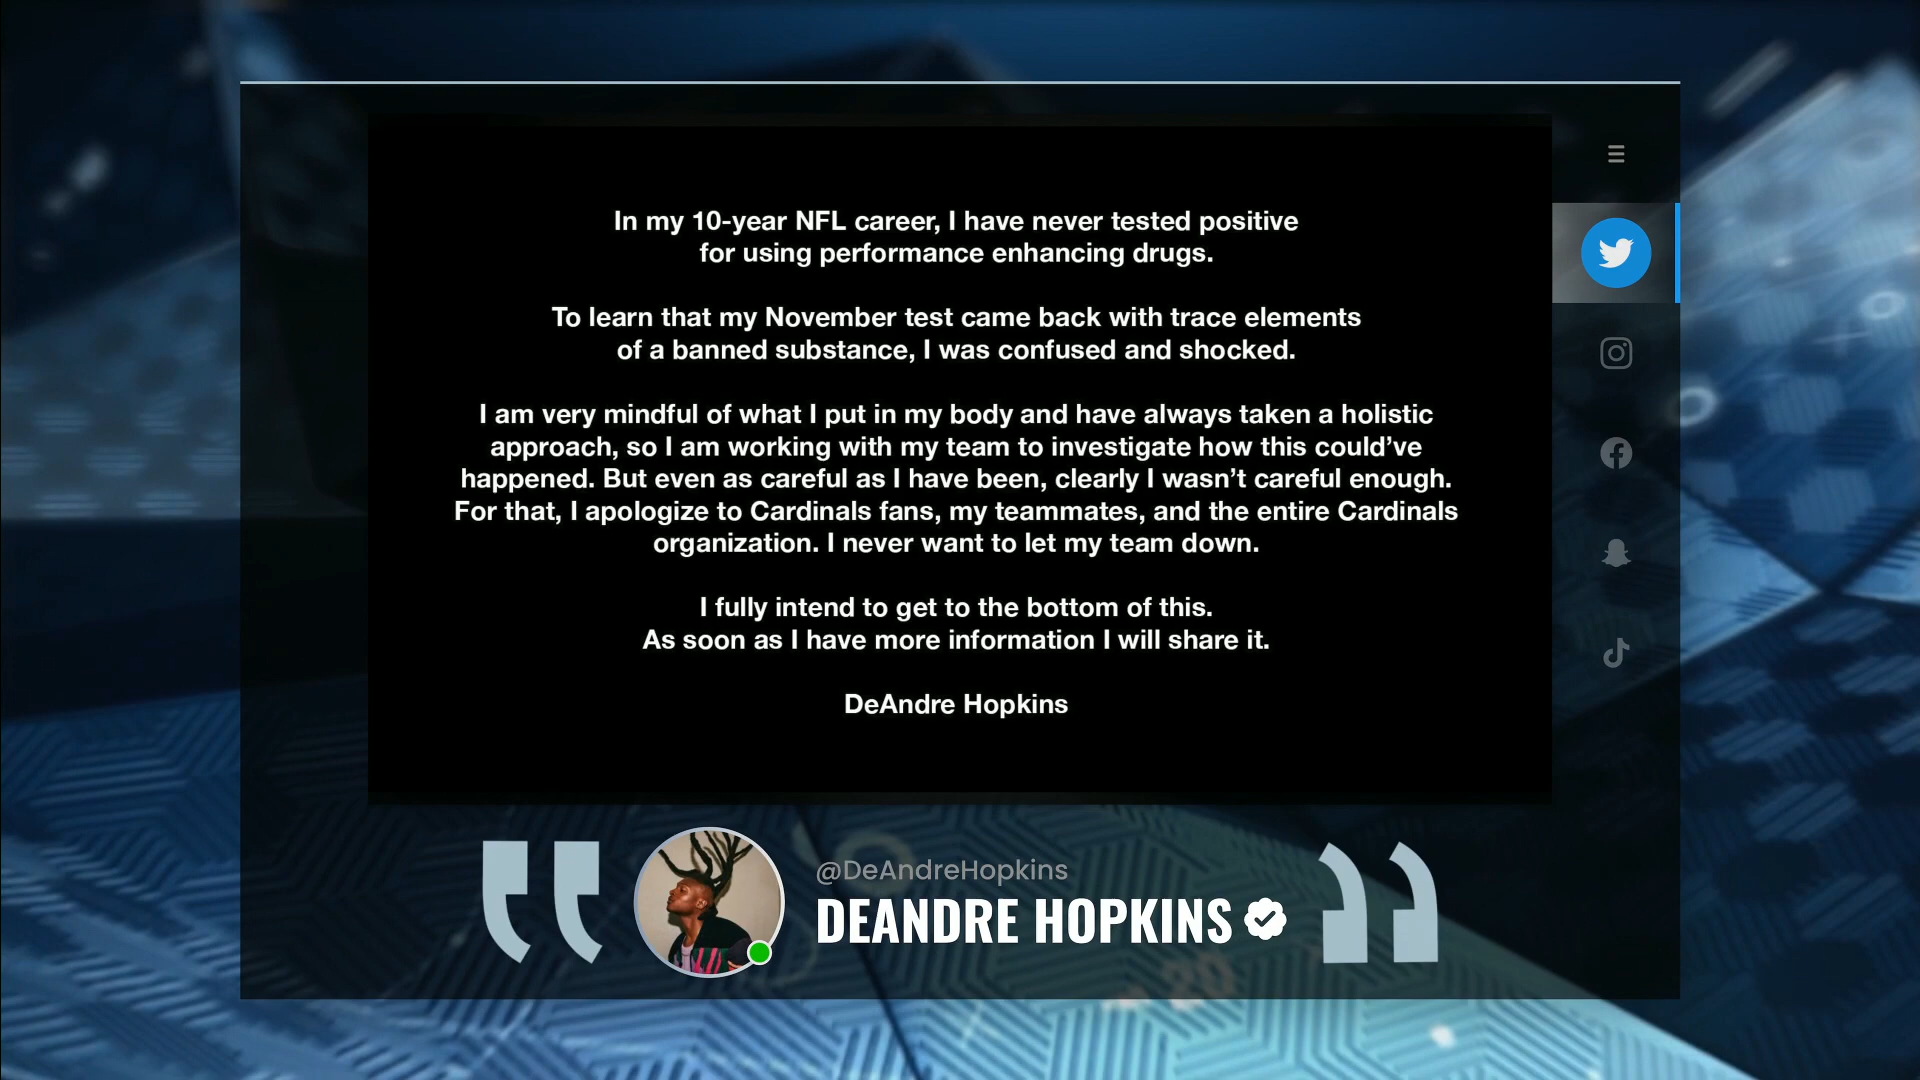 In my 10-year NFL career, I have never tested positive
for using performance enhancing drugs.
To learn that my November test came back with trace elements
of a banned substance, I was confused and shocked.
I am very mindful of what I put in my body and have always taken a holistic
approach, so I am working with my team to investigate how this could’ve
happened. But even as careful as I have been, clearly I wasn’t careful enough.
For that, I apologize to Cardinals fans, my teammates, and the entire Cardinals
organization. I never want to let my team down.
I fully intend to get to the bottom of this.
As soon as I have more information I will share it.
DeAndre Hopkins
@DeAndreHopkins
DEANDRE HOPKINS